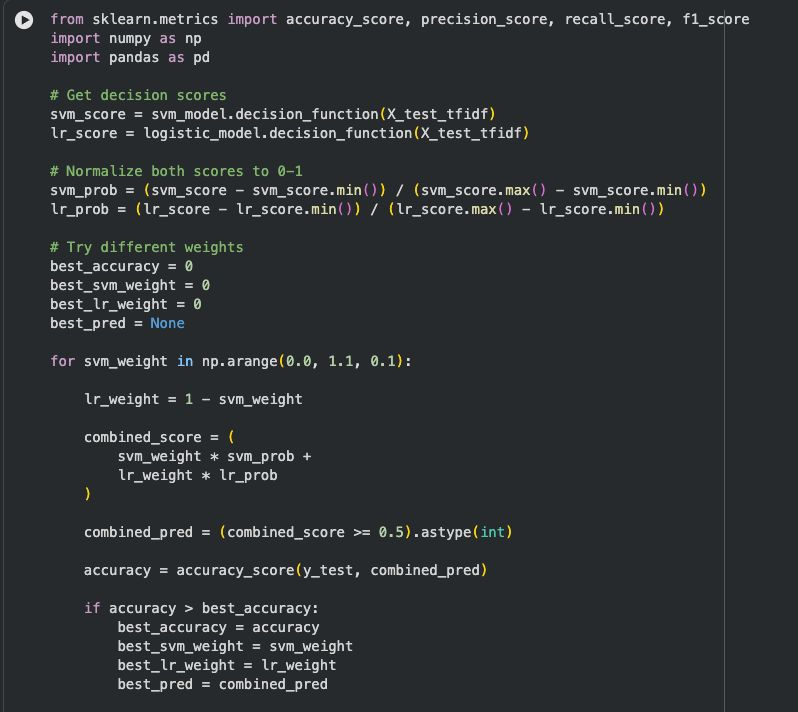 from sklearn.metrics import accuracy_score, precision_score, recall_score, f1_score
import numpy as np
import pandas as pd
# Get decision scores
svm_score = svm_model.decision_function(X_test_tfidf)
lr_score = logistic_model.decision_function(X_test_tfidf)
# Normalize both scores to 0-1
svm_prob = (svm_score - svm_score.min()) / (svm_score.max() - svm_score.min())
lr_prob = (lr_score - lr_score.min()) / (lr_score.max() - lr_score.min())
# Try different weights
best_accuracy = 0
best_svm_weight = 0
best_lr_weight = 0
best_pred = None
for svm_weight in np.arange(0.0, 1.1, 0.1):
    lr_weight = 1 - svm_weight
    combined_score = (
        svm_weight * svm_prob +
        lr_weight * lr_prob
    )
    combined_pred = (combined_score >= 0.5).astype(int)
    accuracy = accuracy_score(y_test, combined_pred)
    if accuracy > best_accuracy:
        best_accuracy = accuracy
        best_svm_weight = svm_weight
        best_lr_weight = lr_weight
        best_pred = combined_pred